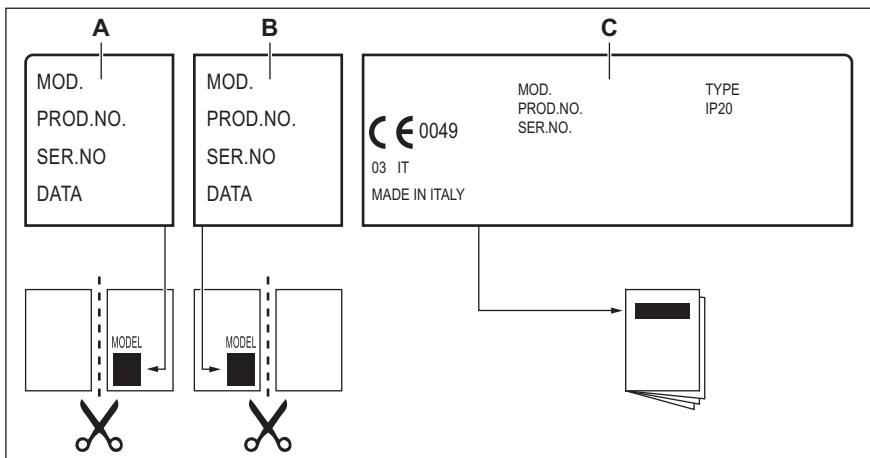 A
B
C
MOD.
PROD.NO.
SER.NO
DATA
MOD.
PROD.NO.
SER.NO
DATA
MOD.
PROD.NO.
SER.NO.
TYPE
IP20
CE 0049
03 IT
MADE IN ITALY
MODEL
MODEL